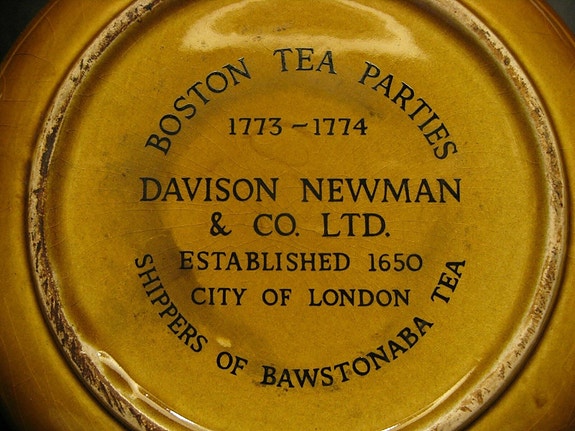 BOSTON TEA PARTIES
1773 ~ 1774
DAVISON NEWMAN
& CO. LTD.
ESTABLISHED 1650
CITY OF LONDON
SHIPPERS OF BAWSTONABA TEA